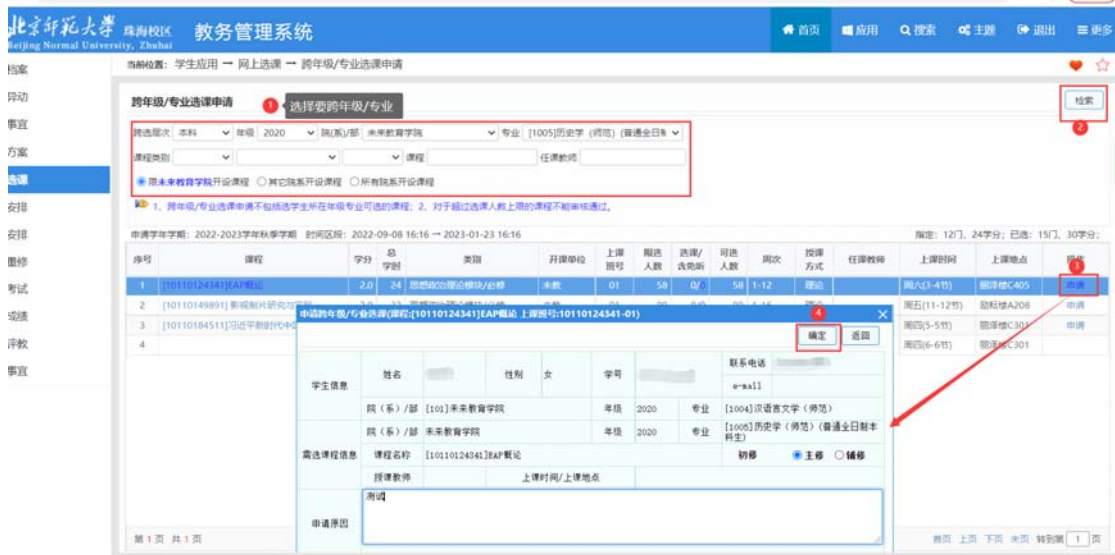 北京师范大学 珠海校区 教务管理系统
Beijing Normal University, Zhuhai
首页 应用 搜索 主题 退出 更多
当前位置: 学生应用 → 网上选课 → 跨年级/专业选课申请
档案
异动
事宜
方案
选课
安排
安排
重修
考试
成绩
评教
事宜
跨年级/专业选课申请 1 选择要跨年级/专业 检索
2
跨选层次 本科 年级 2020 院(系)/部 未来教育学院 专业 [1005]历史学 (师范) (普通全日制
课程类别 课程 任课教师
限未来教育学院开设课程 其它院系开设课程 所有院系开设课程
1、跨年级/专业选课申请不包括选学生所在年级专业可选的课程; 2、对于超过选课人数上限的课程不能审核通过。
申请学年学期: 2022-2023学年秋季学期 时间区段: 2022-09-08 16:16 → 2023-01-23 16:16 指定: 12门、24学分; 已选: 15门、30学分;
序号 课程 学分 总学时 类别 开课单位 上课班号 限选人数 选课/含免听 可选人数 周次 授课方式 任课教师 上课时间 上课地点 3
1 [10110124341]EAP概论 2.0 24 思想政治理论模块/必修 未教 01 58 0/0 58 1-12 理论 周六(3-4节) 丽泽楼C405 申请
2 [10110149891]影视制片研究与 周五(11-12节) 励耘楼A208 申请
3 [10110184511]习近平新时代中 周四(5-5节) 丽泽楼C301 申请
4 周四(6-6节) 丽泽楼C301
申请跨年级/专业选课(课程:[10110124341]EAP概论 上课班号:10110124341-01) 4
确定 返回
学生信息 姓名 性别 女 学号 联系电话
e-mail
院(系)/部 [101]未来教育学院 年级 2020 专业 [1004]汉语言文学(师范)
需选课程信息 院(系)/部 未来教育学院 年级 2020 专业 [1005]历史学(师范)(普通全日制本科生)
课程名称 [10110124341]EAP概论 初修 主修 辅修
授课教师 上课时间/上课地点
申请原因 测试
第 1 页 共 1 页 首页 上页 下页 末页 转到第 1 页